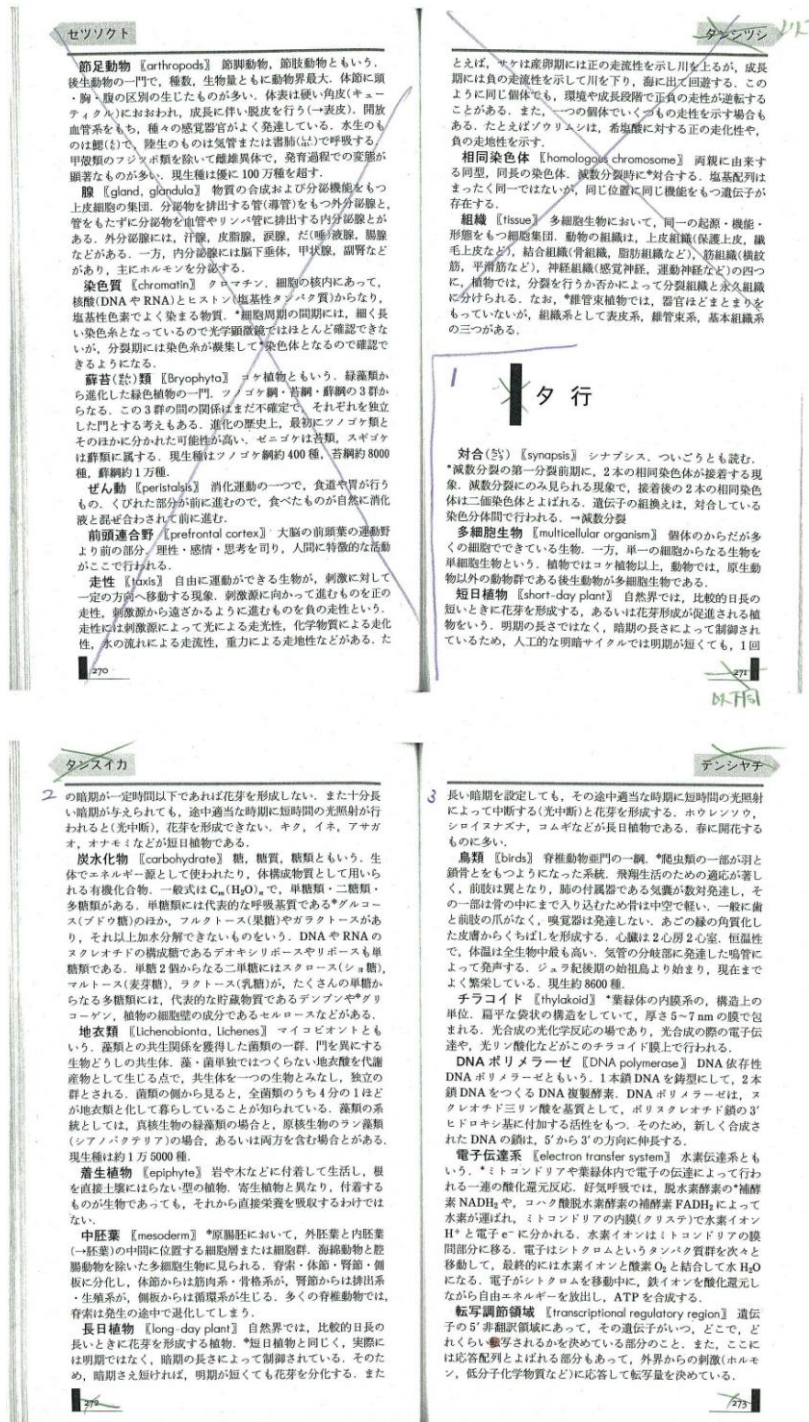 セツソクト
節足動物 〖arthropods〗 節脚動物，節肢動物ともいう．
後生動物の一門で，種数，生物量ともに動物界最大．体節に頭
・胸・腹の区別の生じたものが多い．体表は硬い角皮(キュー
ティクル)におおわれ，成長に伴い脱皮を行う(→表皮)．開放
血管系をもち，種々の感覚器官がよく発達している．水生のも
のは鰓(えら)で，陸生のものは気管または書肺で呼吸する．
甲殻類のフジツボ類を除いて雌雄異体で，発育過程での変態が
顕著なものが多い．現生種は優に100万種を超す．
腺 〖gland, glandula〗 物質の合成および分泌機能をもつ
上皮細胞の集団．分泌物を排出する管(導管)をもつ外分泌腺と，
管をもたずに分泌物を血管やリンパ管に排出する内分泌腺とが
ある．外分泌腺には，汗腺，皮脂腺，涙腺，だ(唾)液腺，腸腺
などがある．一方，内分泌腺には脳下垂体，甲状腺，副腎など
があり，主にホルモンを分泌する．
染色質 〖chromatin〗 クロマチン．細胞の核内にあって，
核酸(DNAやRNA)とヒストン(塩基性タンパク質)からなり，
塩基性色素でよく染まる物質．*細胞周期の間期には，細く長
い染色糸となっているので光学顕微鏡ではほとんど確認できな
いが，分裂期には染色糸が凝集して*染色体となるので確認で
きるようになる．
蘚苔(せんたい)類 〖Bryophyta〗 コケ植物ともいう．緑藻類か
ら進化した緑色植物の一門．ツノゴケ綱・苔綱・蘚綱の3群か
らなる．この3群の間の関係はまだ不確定で，それぞれを独立
した門とする考えもある．進化の歴史上，最初にツノゴケ類と
そのほかに分かれた可能性が高い．ゼニゴケは苔類，スギゴケ
は蘚類に属する．現生種はツノゴケ綱約400種，苔綱約8000
種，蘚綱約1万種．
ぜん動 〖peristalsis〗 消化運動の一つで，食道や胃が行う
もの．くびれた部分が前に進むので，食べたものが自然に消化
液と混ぜ合わされて前に進む．
前頭連合野 〖prefrontal cortex〗 大脳の前頭葉の運動野
より前の部分．理性・感情・思考を司り，人間に特徴的な活動
がここで行われる．
走性 〖taxis〗 自由に運動ができる生物が，刺激に対して
一定の方向へ移動する現象．刺激源に向かって進むものを正の
走性，刺激源から遠ざかるように進むものを負の走性という．
走性には刺激源によって光による走光性，化学物質による走化
性，水の流れによる走流性，重力による走地性などがある．た
270
タンシツシ
とえば，サケは産卵期には正の走流性を示し川を上るが，成長
期には負の走流性を示して川を下り，海に出て回遊する．この
ように同じ個体でも，環境や成長段階で正負の走性が逆転する
ことがある．また，一つの個体でいくつもの走性を示す場合も
ある．たとえばゾウリムシは，希塩酸に対する正の走化性や，
負の走地性を示す．
相同染色体 〖homologous chromosome〗 両親に由来す
る同型，同長の染色体．減数分裂時に*対合する．塩基配列は
まったく同一ではないが，同じ位置に同じ機能をもつ遺伝子が
存在する．
組織 〖tissue〗 多細胞生物において，同一の起源・機能・
形態をもつ細胞集団．動物の組織は，上皮組織(保護上皮，繊
毛上皮など)，結合組織(骨組織，脂肪組織など)，筋組織(横紋
筋，平滑筋など)，神経組織(感覚神経，運動神経など)の四つ
に，植物では，分裂を行うか否かによって分裂組織と永久組織
に分けられる．なお，*維管束植物では，器官ほどまとまりを
もっていないが，組織系として表皮系，維管束系，基本組織系
の三つがある．
1
タ 行
対合(たいごう) 〖synapsis〗 シナプシス．ついごうとも読む．
*減数分裂の第一分裂前期に，2本の相同染色体が接着する現
象．減数分裂にのみ見られる現象で，接着後の2本の相同染色
体は二価染色体とよばれる．遺伝子の組換えは，対合している
染色分体間で行われる．→減数分裂
多細胞生物 〖multicellular organism〗 個体のからだが多
くの細胞でできている生物．一方，単一の細胞からなる生物を
単細胞生物という．植物ではコケ植物以上，動物では，原生動
物以外の動物群である後生動物が多細胞生物である．
短日植物 〖short-day plant〗 自然界では，比較的日長の
短いときに花芽を形成する，あるいは花芽形成が促進される植
物をいう．明期の長さではなく，暗期の長さによって制御され
ているため，人工的な明暗サイクルでは明期が短くても，1回
271
タンスイカ
2
の暗期が一定時間以下であれば花芽を形成しない．また十分長
い暗期が与えられても，途中適当な時期に短時間の光照射が行
われると(光中断)，花芽を形成できない．キク，イネ，アサガ
オ，オナモミなどが短日植物である．
炭水化物 〖carbohydrate〗 糖，糖質，糖類ともいう．生
体でエネルギー源として使われたり，体構成物質として用いら
れる有機化合物．一般式は Cm(H2O)n で，単糖類・二糖類・
多糖類がある．単糖類には代表的な呼吸基質である*グルコー
ス(ブドウ糖)のほか，フルクトース(果糖)やガラクトースがあ
り，それ以上加水分解できないものをいう．DNAやRNAの
ヌクレオチドの構成糖であるデオキシリボースやリボースも単
糖類である．単糖2個からなる二単糖にはスクロース(ショ糖)，
マルトース(麦芽糖)，ラクトース(乳糖)が，たくさんの単糖か
らなる多糖類には，代表的な貯蔵物質であるデンプンや*グリ
コーゲン，植物の細胞壁の成分であるセルロースなどがある．
地衣類 〖Lichenobionta, Lichenes〗 マイコビオントとも
いう．藻類との共生関係を獲得した菌類の一群．門を異にする
生物どうしの共生体．藻・菌単独ではつくらない地衣酸を代謝
産物として生じる点で，共生体を一つの生物とみなし，独立の
群とされる．菌類の側から見ると，全菌類のうち4分の1ほど
が地衣類と化して暮らしていることが知られている．藻類の系
統としては，真核生物の緑藻類の場合と，原核生物のラン藻類
(シアノバクテリア)の場合，あるいは両方を含む場合とがある．
現生種は約1万5000種．
着生植物 〖epiphyte〗 岩や木などに付着して生活し，根
を直接土壌にはらない型の植物．寄生植物と異なり，付着する
ものが生物であっても，それから直接栄養を吸収するわけでは
ない．
中胚葉 〖mesoderm〗 *原腸胚において，外胚葉と内胚葉
(→胚葉)の中間に位置する細胞層または細胞群．海綿動物と腔
腸動物を除いた多細胞生物に見られる．脊索・体節・腎節・側
板に分化し，体節からは筋肉系・骨格系が，腎節からは排出系
・生殖系が，側板からは循環系が生じる．多くの脊椎動物では，
脊索は発生の途中で退化してしまう．
長日植物 〖long-day plant〗 自然界では，比較的日長の
長いときに花芽を形成する植物．*短日植物と同じく，実際に
は明期ではなく，暗期の長さによって制御されている．そのた
め，暗期さえ短ければ，明期が短くても花芽を分化する．また
272
テンシヤチ
3
長い暗期を設定しても，その途中適当な時期に短時間の光照射
によって中断する(光中断)と花芽を形成する．ホウレンソウ，
シロイヌナズナ，コムギなどが長日植物である．春に開花する
ものに多い．
鳥類 〖birds〗 脊椎動物亜門の一綱．*爬虫類の一部が羽と
鎖骨とをもつようになった系統．飛翔生活のための適応が著し
く，前肢は翼となり，肺の付属器である気嚢が数対発達し，そ
の一部は骨の中にまで入り込むため骨は中空で軽い．一般に歯
と前肢の爪がなく，嗅覚器は発達しない．あごの縁の角質化し
た皮膚からくちばしを形成する．心臓は2心房2心室．恒温性
で，体温は全生物中最も高い．気管の分岐部に発達した鳴管に
よって発声する．ジュラ紀後期の始祖鳥より始まり，現在まで
よく繁栄している．現生種約8600種．
チラコイド 〖thylakoid〗 *葉緑体の内膜系の，構造上の
単位．扁平な袋状の構造をしていて，厚さ5~7 nmの膜で包
まれる．光合成の光化学反応の場であり，光合成の際の電子伝
達や，光リン酸化などがこのチラコイド膜上で行われる．
DNAポリメラーゼ 〖DNA polymerase〗 DNA依存性
DNAポリメラーゼともいう．1本鎖DNAを鋳型にして，2本
鎖DNAをつくるDNA複製酵素．DNAポリメラーゼは，ヌ
クレオチド三リン酸を基質として，ポリヌクレオチド鎖の3′
ヒドロキシ基に付加する活性をもつ．そのため，新しく合成さ
れたDNAの鎖は，5′から3′の方向に伸長する．
電子伝達系 〖electron transfer system〗 水素伝達系とも
いう．*ミトコンドリアや葉緑体内で電子の伝達によって行わ
れる一連の酸化還元反応．好気呼吸では，脱水素酵素の*補酵
素NADH2や，コハク酸脱水素酵素の補酵素FADH2によって
水素が運ばれ，ミトコンドリアの内膜(クリステ)で水素イオン
H+と電子e-に分かれる．水素イオンはミトコンドリアの膜
間部分に移る．電子はシトクロムというタンパク質群を次々と
移動して，最終的には水素イオンと酸素O2と結合して水H2O
になる．電子がシトクロムを移動中に，鉄イオンを酸化還元し
ながら自由エネルギーを放出し，ATPを合成する．
転写調節領域 〖transcriptional regulatory region〗 遺伝
子の5′非翻訳領域にあって，その遺伝子がいつ，どこで，ど
れくらい転写されるかを決めている部分のこと．また，ここに
は応答配列とよばれる部分もあって，外界からの刺激(ホルモ
ン，低分子化学物質など)に応答して転写量を決めている．
273